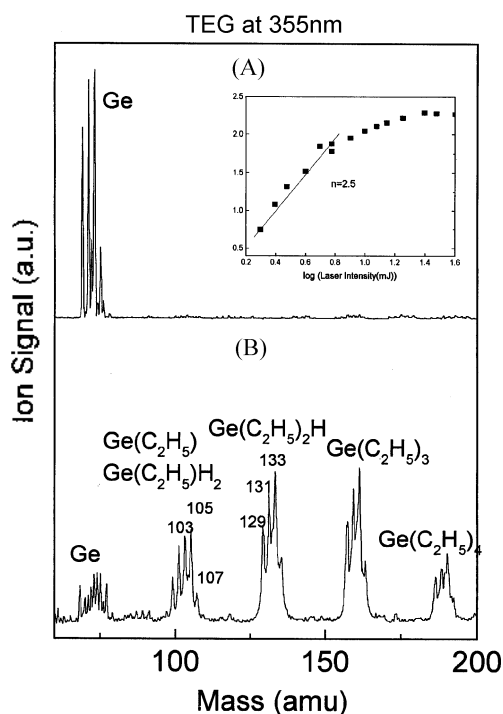 TEG at 355nm
(A)
Ge
2.5
2.0
1.5
1.0
0.5
n=2.5
0.2 0.4 0.6 0.8 1.0 1.2 1.4 1.6
log (Laser Intensity(mJ))
Ion Signal (a.u.)
(B)
Ge(C₂H₅)
Ge(C₂H₅)H₂
Ge(C₂H₅)₂H
Ge(C₂H₅)₃
Ge(C₂H₅)₄
Ge
103
105
107
129
131
133
100 150 200
Mass (amu)